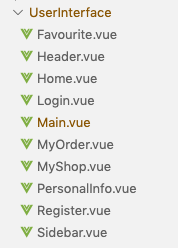 UserInterface
Favourite.vue
Header.vue
Home.vue
Login.vue
Main.vue
MyOrder.vue
MyShop.vue
PersonalInfo.vue
Register.vue
Sidebar.vue